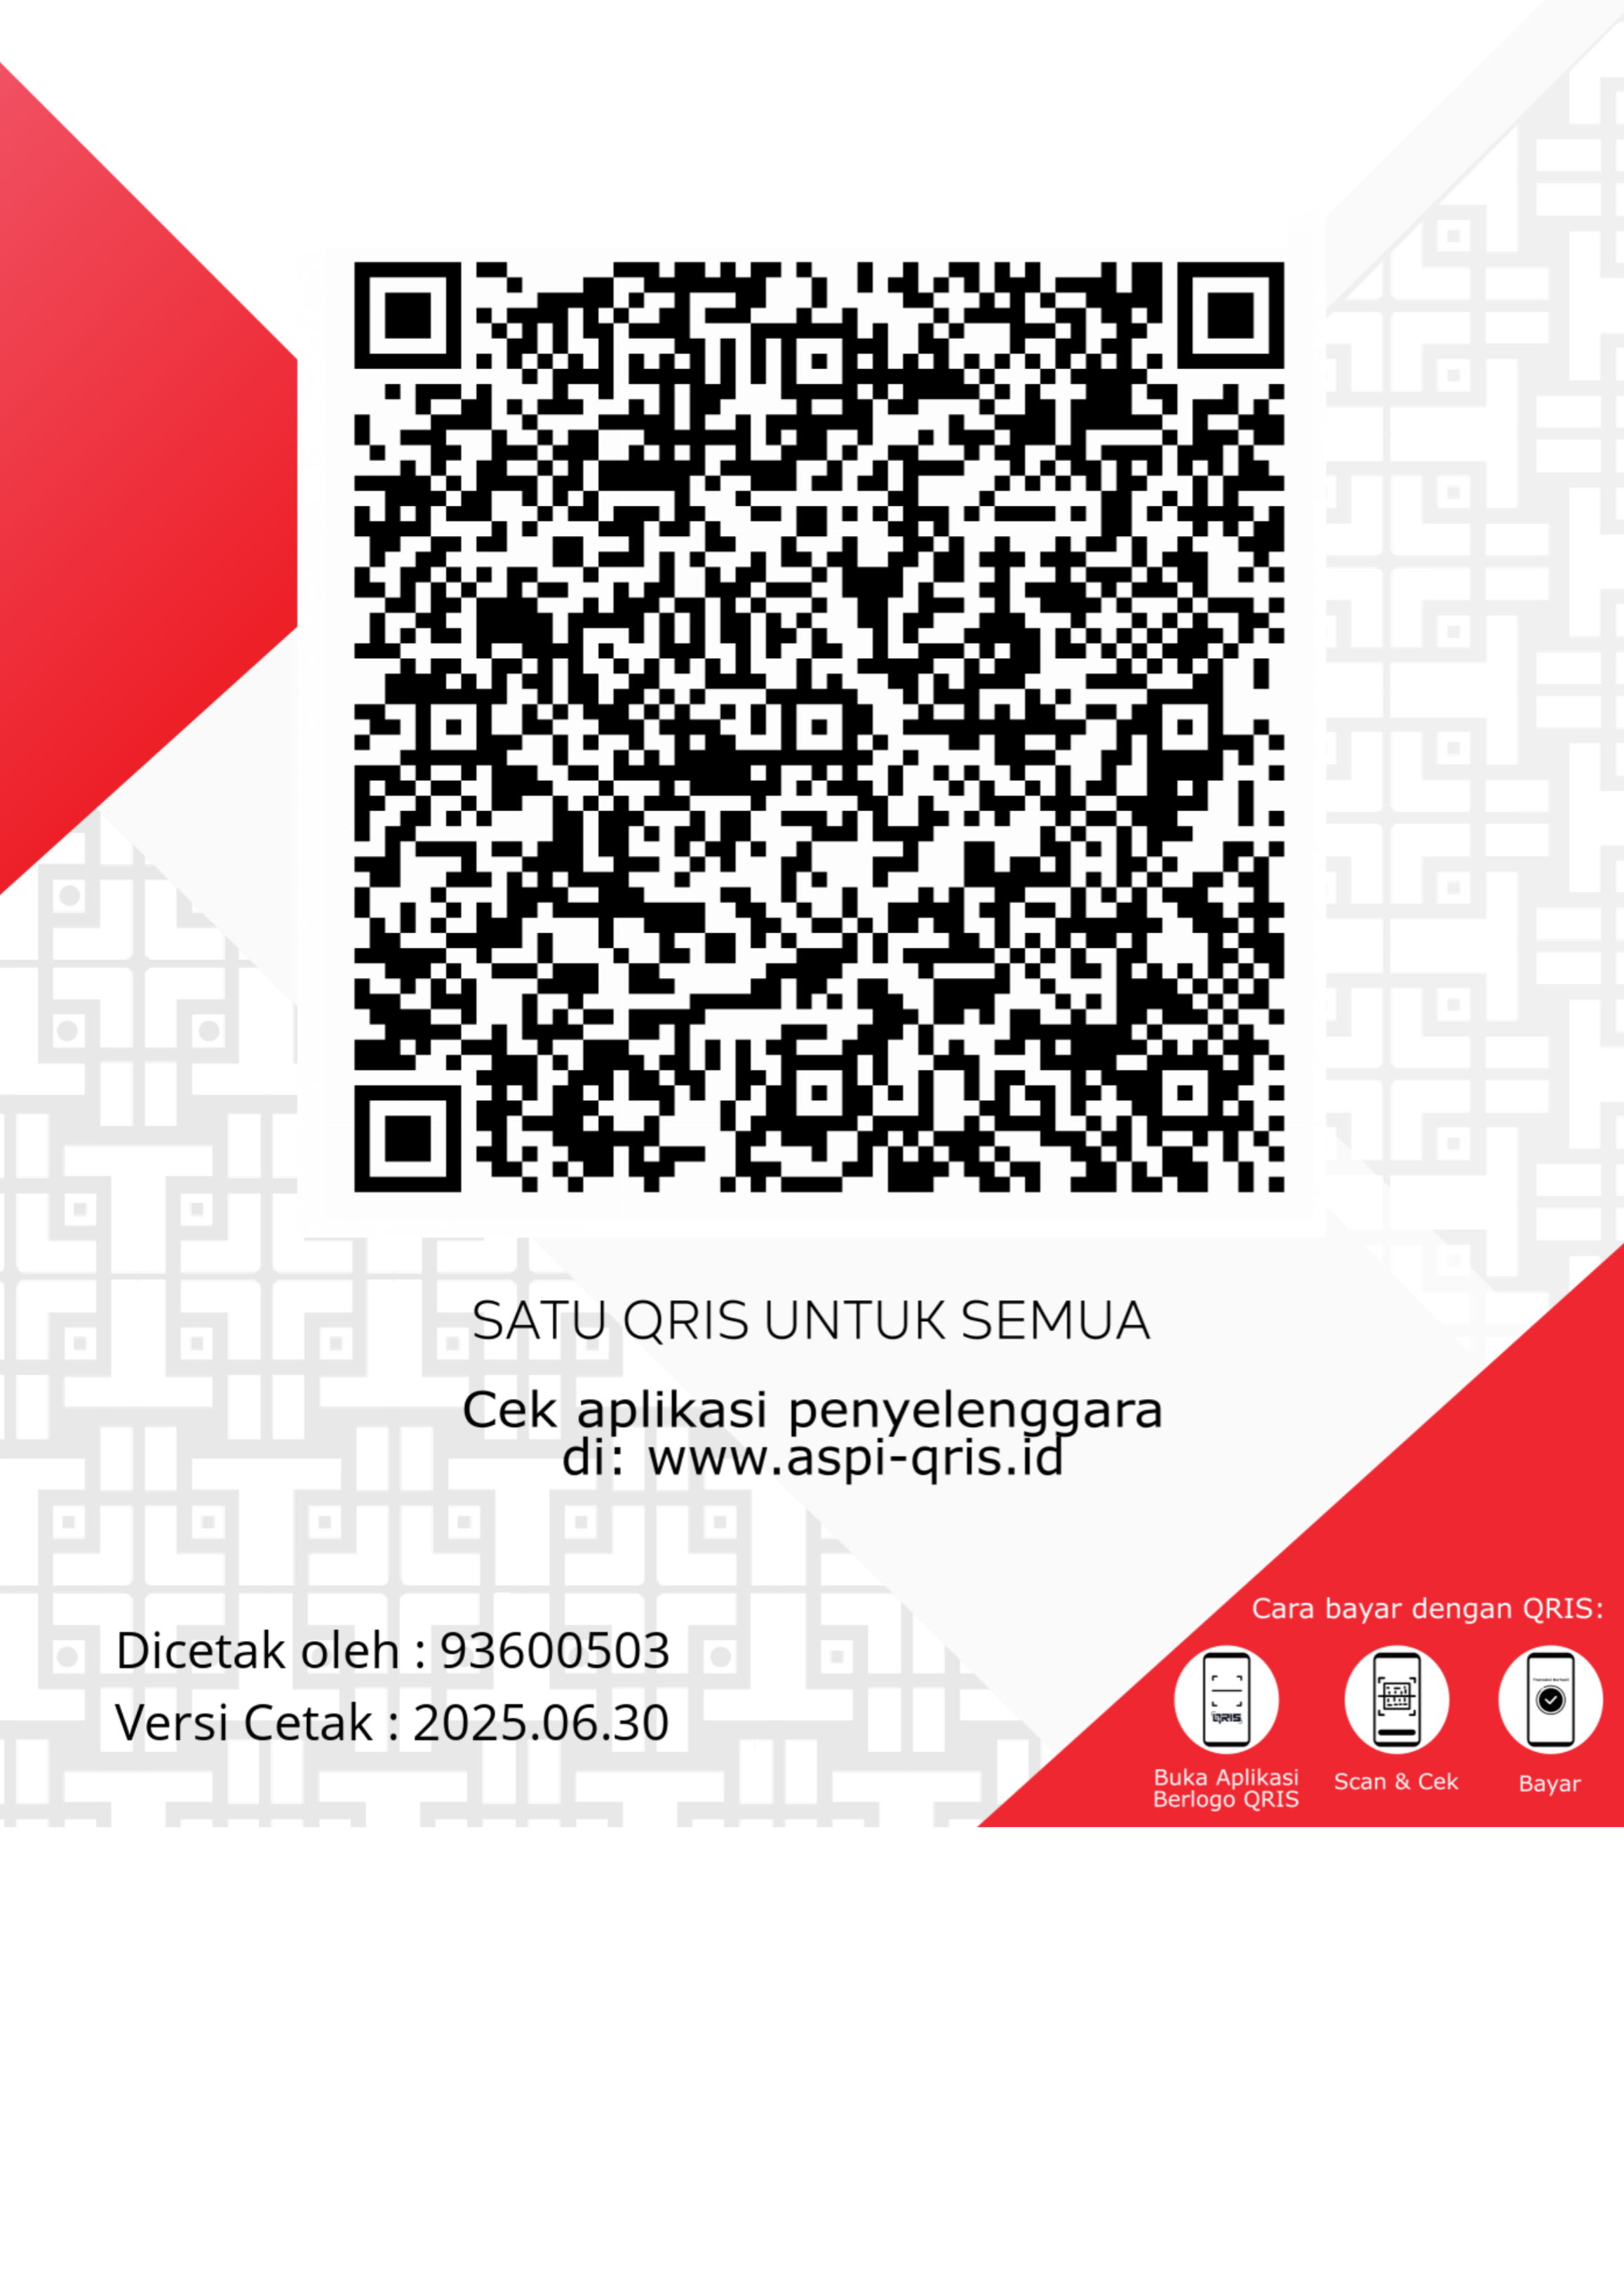 SATU QRIS UNTUK SEMUA
Cek aplikasi penyelenggara
di: www.aspi-qris.id
Dicetak oleh : 93600503
Versi Cetak : 2025.06.30
Cara bayar dengan QRIS:
QRIS
Buka Aplikasi
Berlogo QRIS
Scan & Cek
Bayar